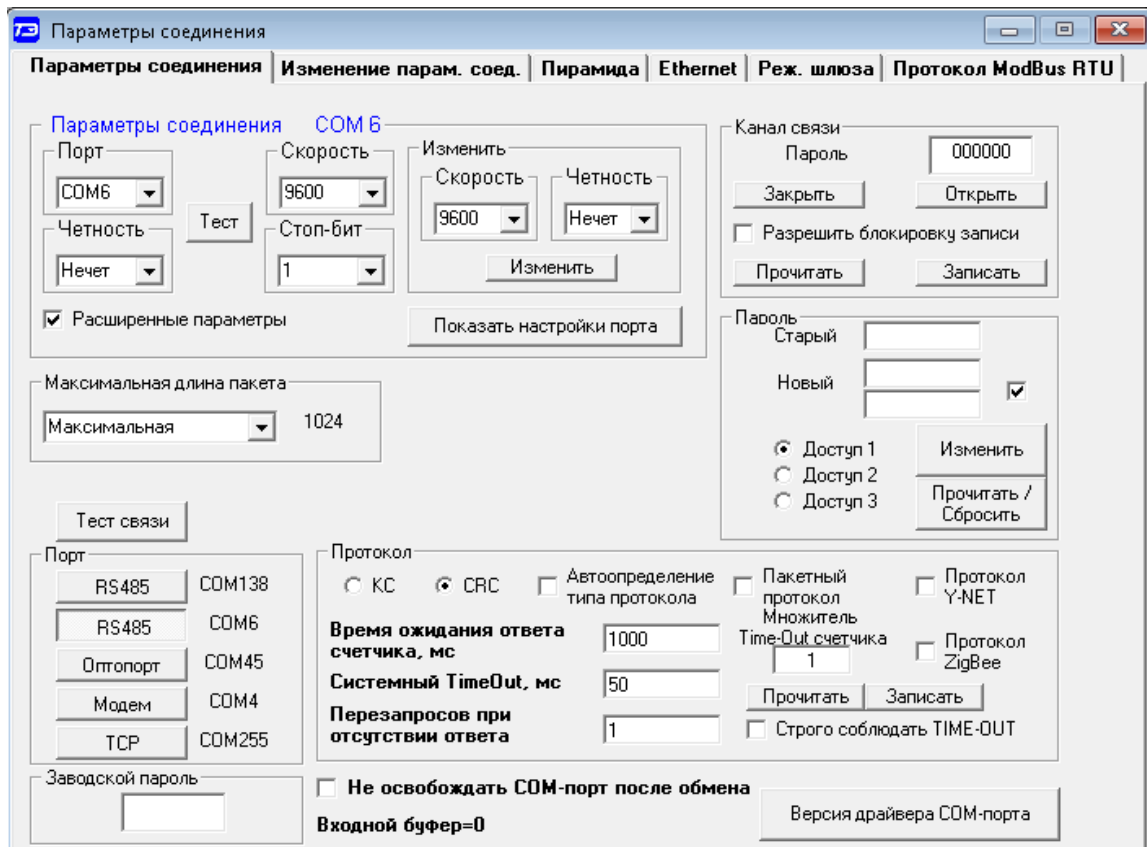 ТЭ Параметры соединения
Параметры соединения Изменение парам. соед. Пирамида Ethernet Реж. шлюза Протокол ModBus RTU
Параметры соединения COM 6
Порт
COM6
Скорость
9600
Четность
Нечет
Тест
Стоп-бит
1
Расширенные параметры
Изменить
Скорость
9600
Четность
Нечет
Изменить
Показать настройки порта
Канал связи
Пароль 000000
Закрыть Открыть
Разрешить блокировку записи
Прочитать Записать
Пароль
Старый
Новый
Доступ 1
Доступ 2
Доступ 3
Изменить
Прочитать /
Сбросить
Максимальная длина пакета
Максимальная 1024
Тест связи
Порт
RS485 COM138
RS485 COM6
Оптопорт COM45
Модем COM4
TCP COM255
Протокол
КС CRC
Автоопределение
типа протокола
Пакетный
протокол
Протокол
Y-NET
Время ожидания ответа
счетчика, мс
1000
Множитель
Time-Out счетчика
1
Протокол
ZigBee
Системный TimeOut, мс 50
Прочитать Записать
Перезапросов при
отсутствии ответа
1
Строго соблюдать TIME-OUT
Заводской пароль
Не освобождать COM-порт после обмена
Входной буфер=0
Версия драйвера COM-порта